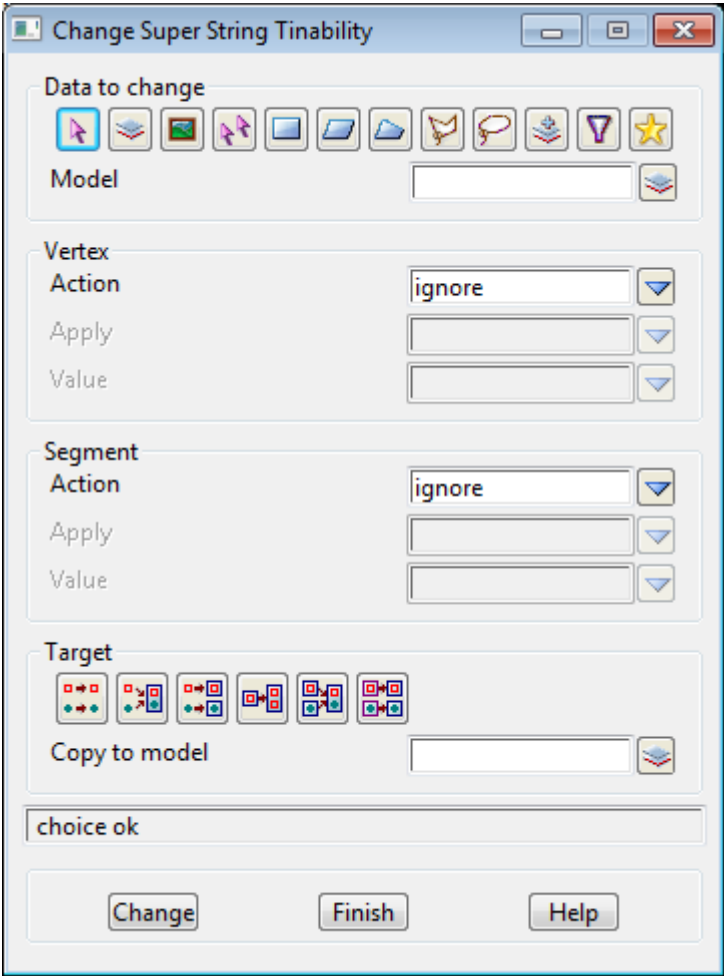 Change Super String Tinability
Data to change
Model
Vertex
Action ignore
Apply
Value
Segment
Action ignore
Apply
Value
Target
Copy to model
choice ok
Change Finish Help